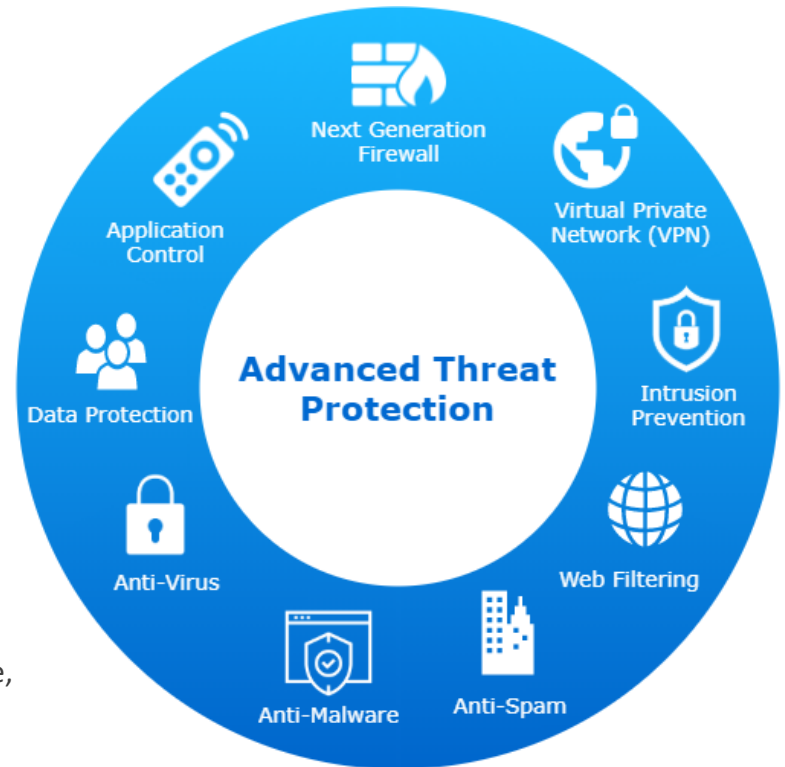 Next Generation
Firewall
Virtual Private
Network (VPN)
Intrusion
Prevention
Web Filtering
Anti-Spam
Anti-Malware
Anti-Virus
Data Protection
Application
Control
Advanced Threat
Protection